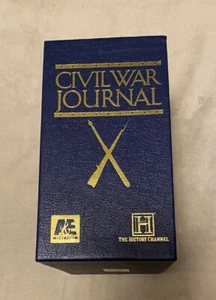 CIVIL WAR
JOURNAL
A&E
H
THE HISTORY CHANNEL